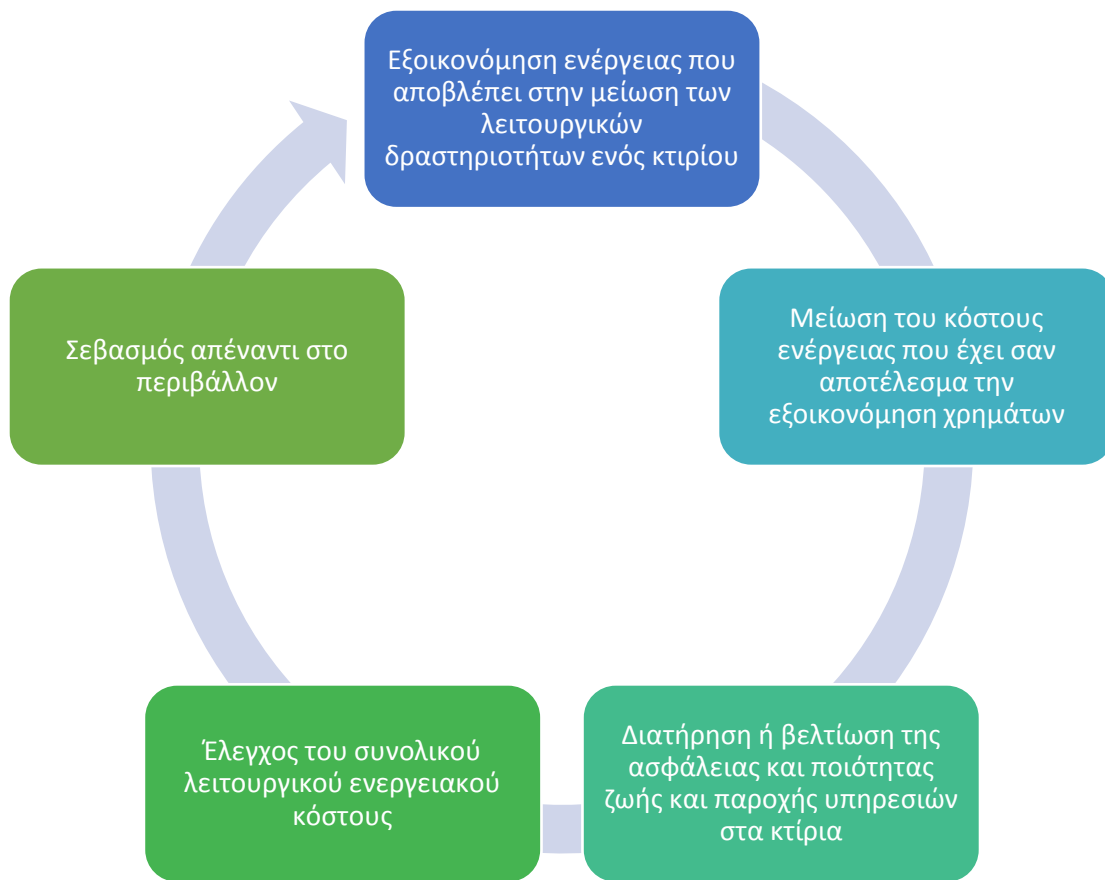 Εξοικονόμηση ενέργειας που
αποβλέπει στην μείωση των
λειτουργικών
δραστηριοτήτων ενός κτιρίου
Μείωση του κόστους
ενέργειας που έχει σαν
αποτέλεσμα την
εξοικονόμηση χρημάτων
Διατήρηση ή βελτίωση της
ασφάλειας και ποιότητας
ζωής και παροχής υπηρεσιών
στα κτίρια
Έλεγχος του συνολικού
λειτουργικού ενεργειακού
κόστους
Σεβασμός απέναντι στο
περιβάλλον